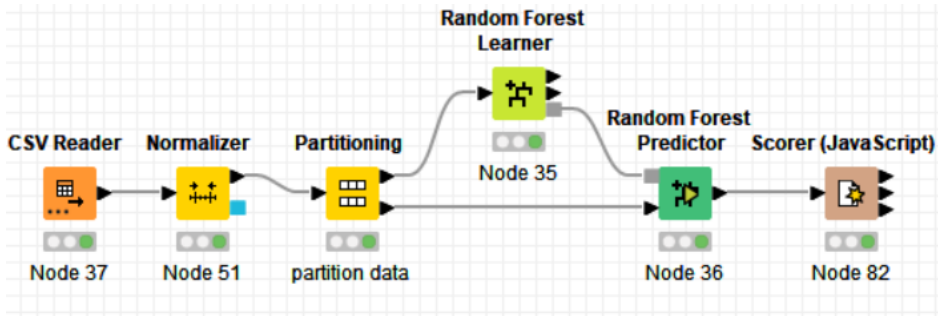 Random Forest
Learner
Node 35
CSV Reader
Node 37
Normalizer
Node 51
Partitioning
partition data
Random Forest
Predictor
Node 36
Scorer (JavaScript)
Node 82